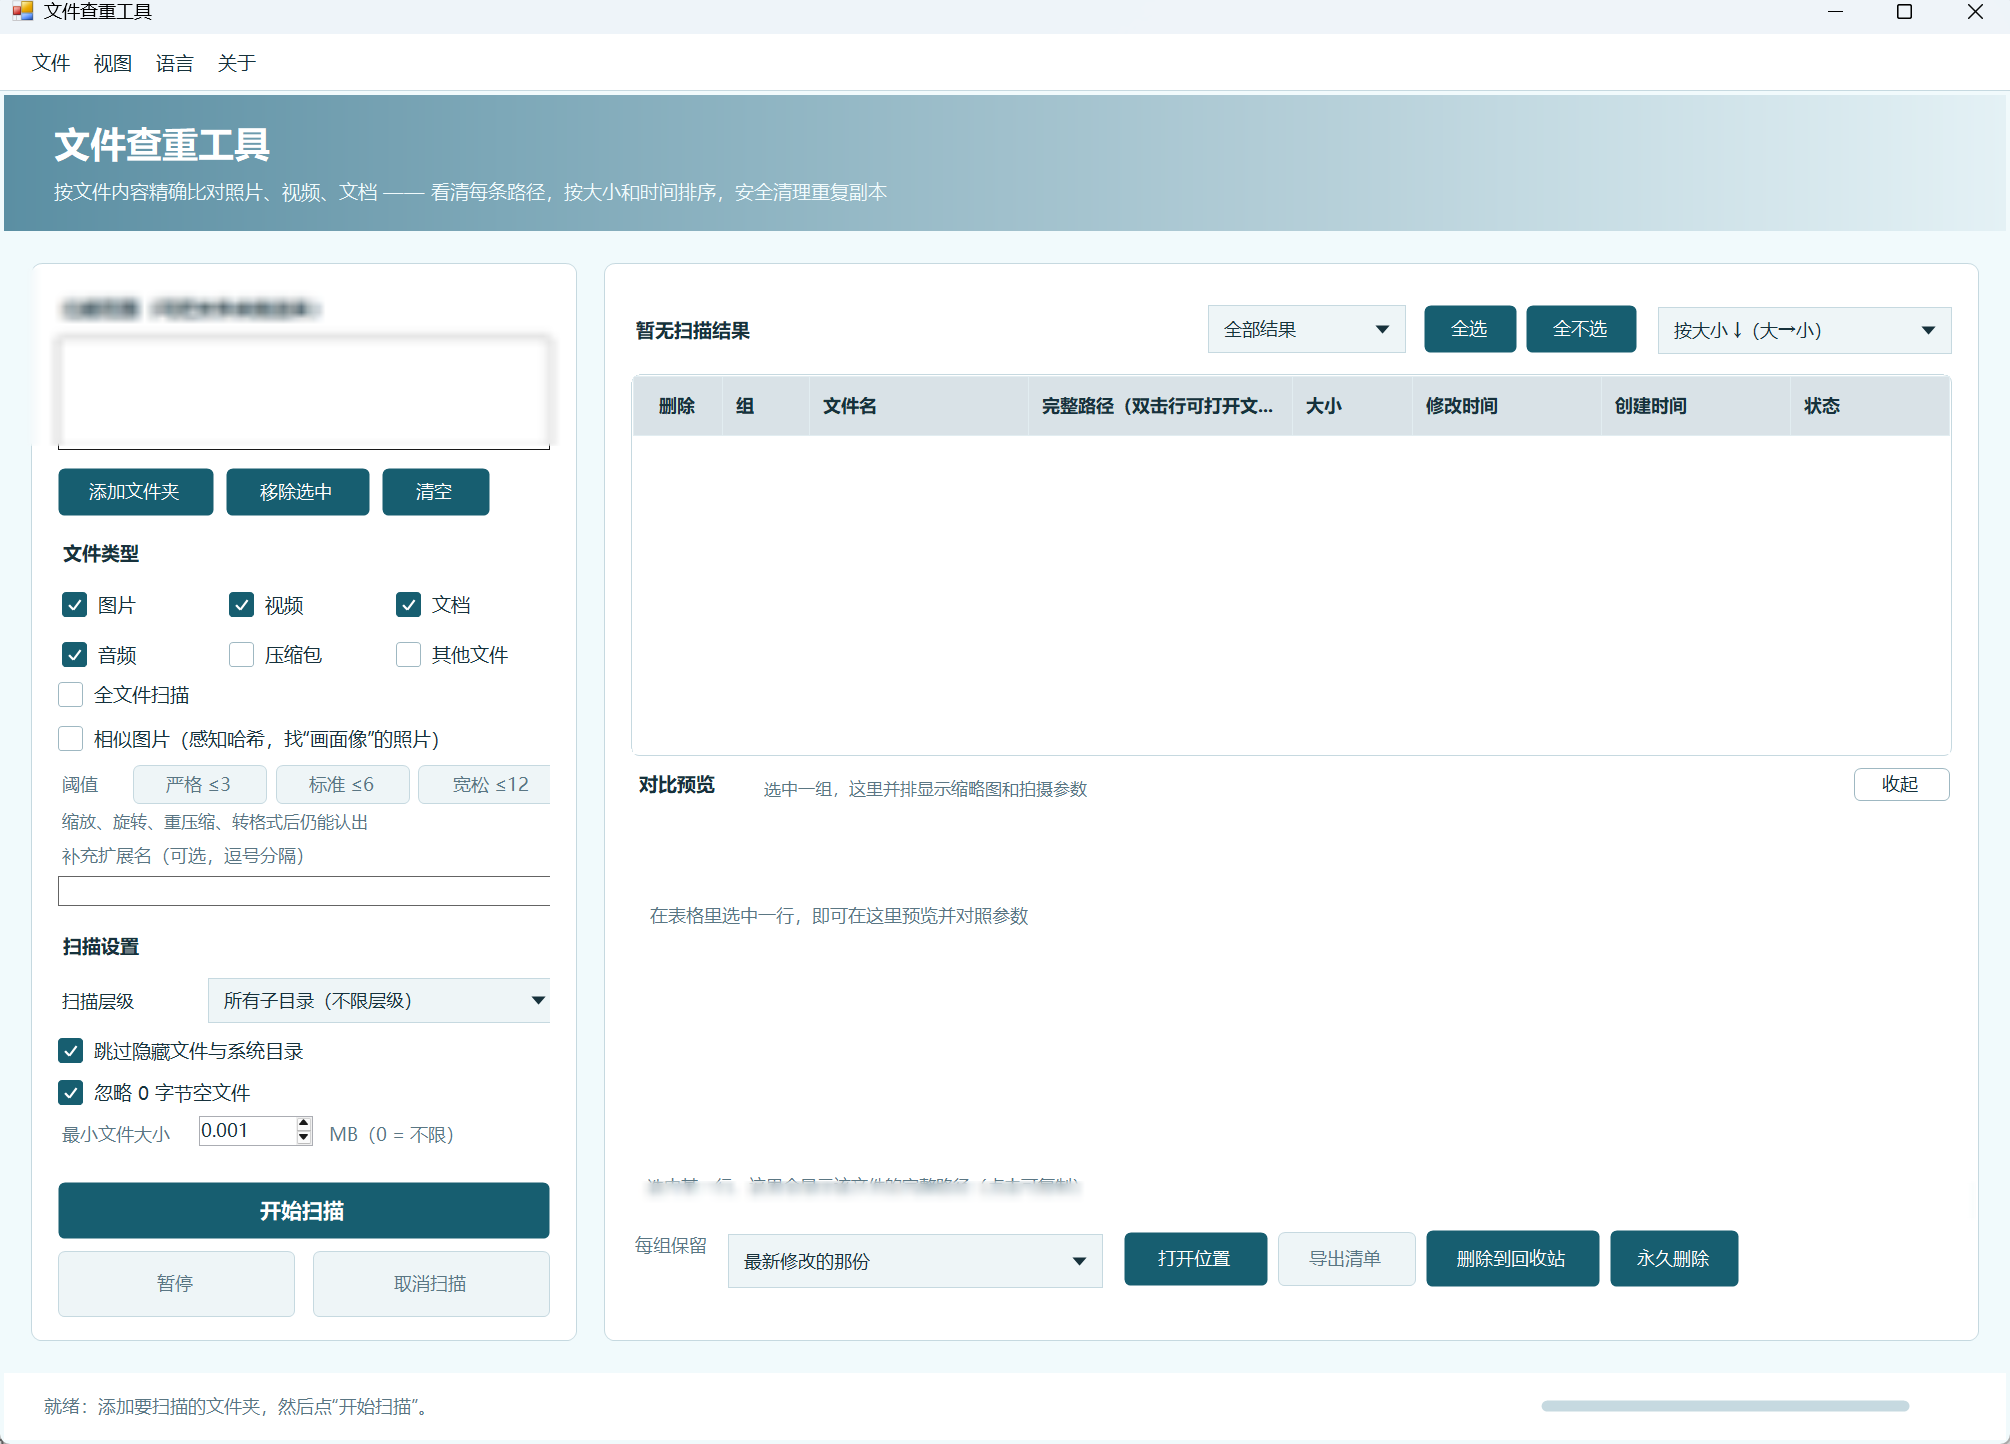 文件查重工具
文件 视图 语言 关于
文件查重工具
按文件内容精确比对照片、视频、文档 —— 看清每条路径，按大小和时间排序，安全清理重复副本
添加文件夹 移除选中 清空
文件类型
图片 视频 文档
音频 压缩包 其他文件
全文件扫描
相似图片（感知哈希，找“画面像”的照片）
阈值 严格 ≤3 标准 ≤6 宽松 ≤12
缩放、旋转、重压缩、转格式后仍能认出
补充扩展名（可选，逗号分隔）
扫描设置
扫描层级 所有子目录（不限层级）
跳过隐藏文件与系统目录
忽略 0 字节空文件
最小文件大小 0.001 MB（0 = 不限）
开始扫描
暂停 取消扫描
暂无扫描结果 全部结果 全选 全不选 按大小↓（大→小）
删除 组 文件名 完整路径（双击行可打开文... 大小 修改时间 创建时间 状态
对比预览 选中一组，这里并排显示缩略图和拍摄参数 收起
在表格里选中一行，即可在这里预览并对照参数
每组保留 最新修改的那份 打开位置 导出清单 删除到回收站 永久删除
就绪：添加要扫描的文件夹，然后点“开始扫描”。